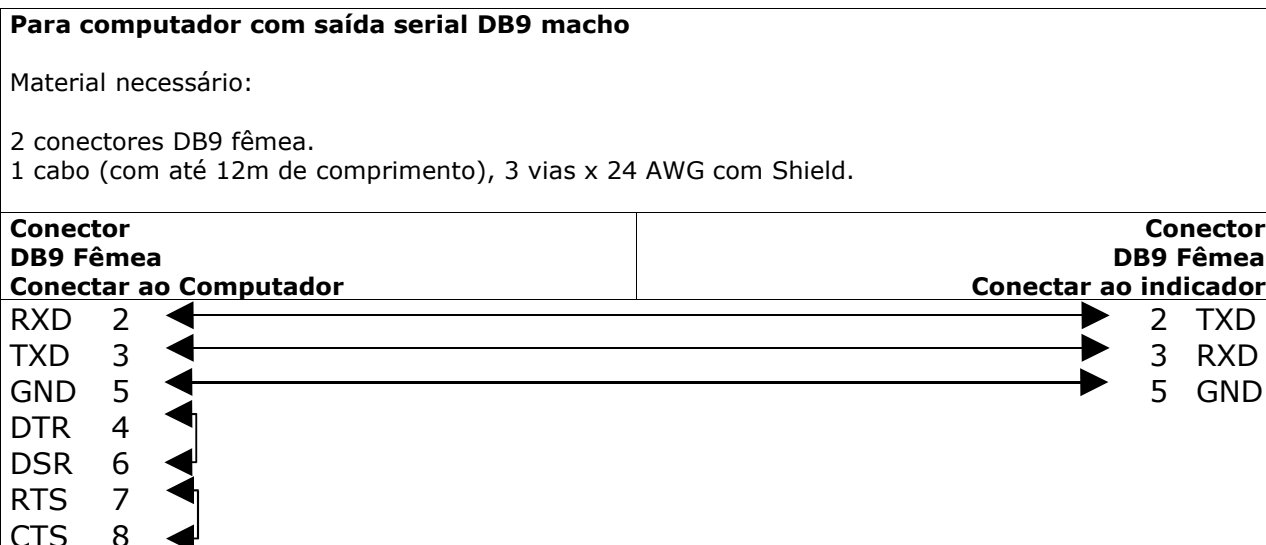 Para computador com saída serial DB9 macho
Material necessário:
2 conectores DB9 fêmea.
1 cabo (com até 12m de comprimento), 3 vias x 24 AWG com Shield.
Conector
DB9 Fêmea
Conectar ao Computador
Conector
DB9 Fêmea
Conectar ao indicador
RXD 2 2 TXD
TXD 3 3 RXD
GND 5 5 GND
DTR 4
DSR 6
RTS 7
CTS 8